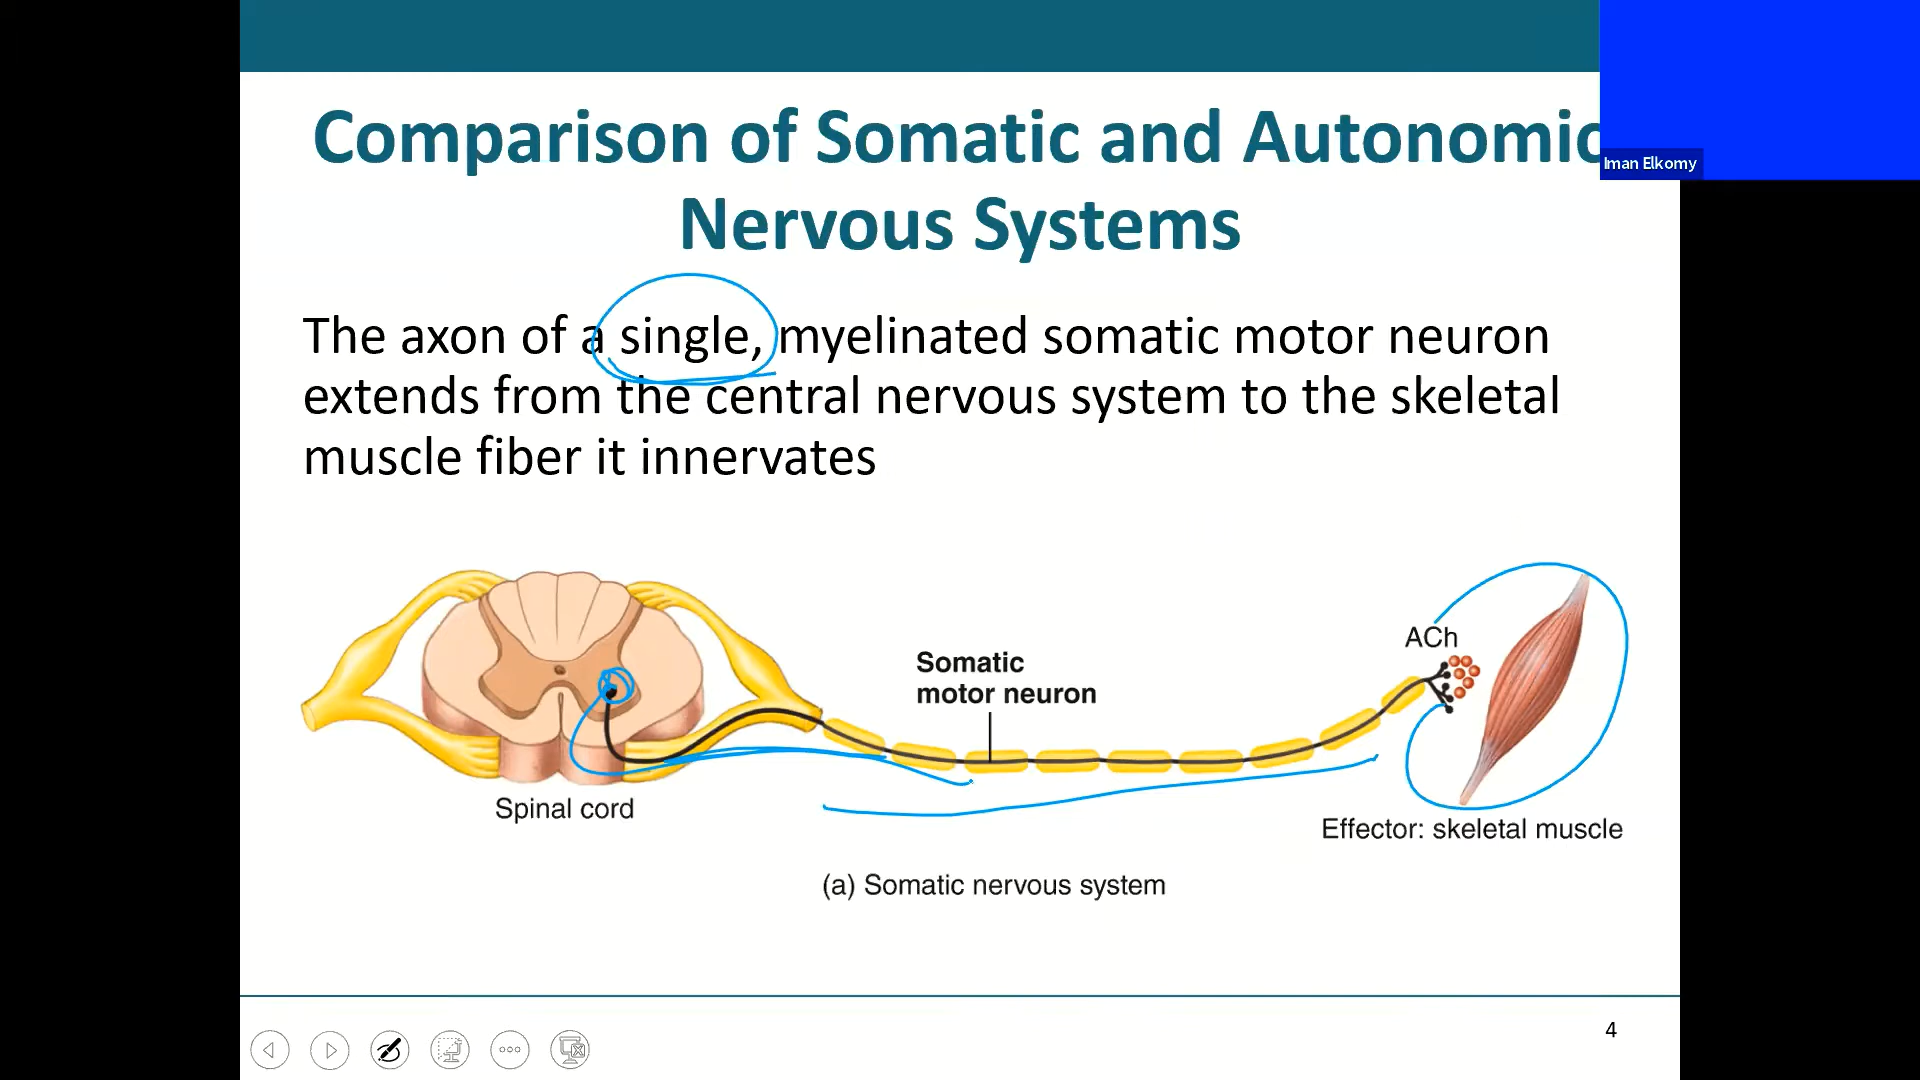 Comparison of Somatic and Autonomic
Nervous Systems
Iman Elkomy
The axon of a single, myelinated somatic motor neuron
extends from the central nervous system to the skeletal
muscle fiber it innervates
ACh
Somatic
motor neuron
Spinal cord
Effector: skeletal muscle
(a) Somatic nervous system
4